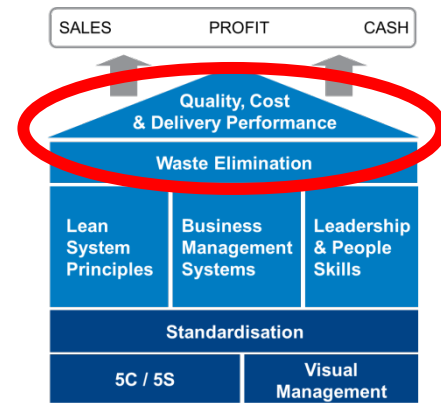 SALES PROFIT CASH
Quality, Cost
& Delivery Performance
Waste Elimination
Lean
System
Principles
Business
Management
Systems
Leadership
& People
Skills
Standardisation
5C / 5S
Visual
Management